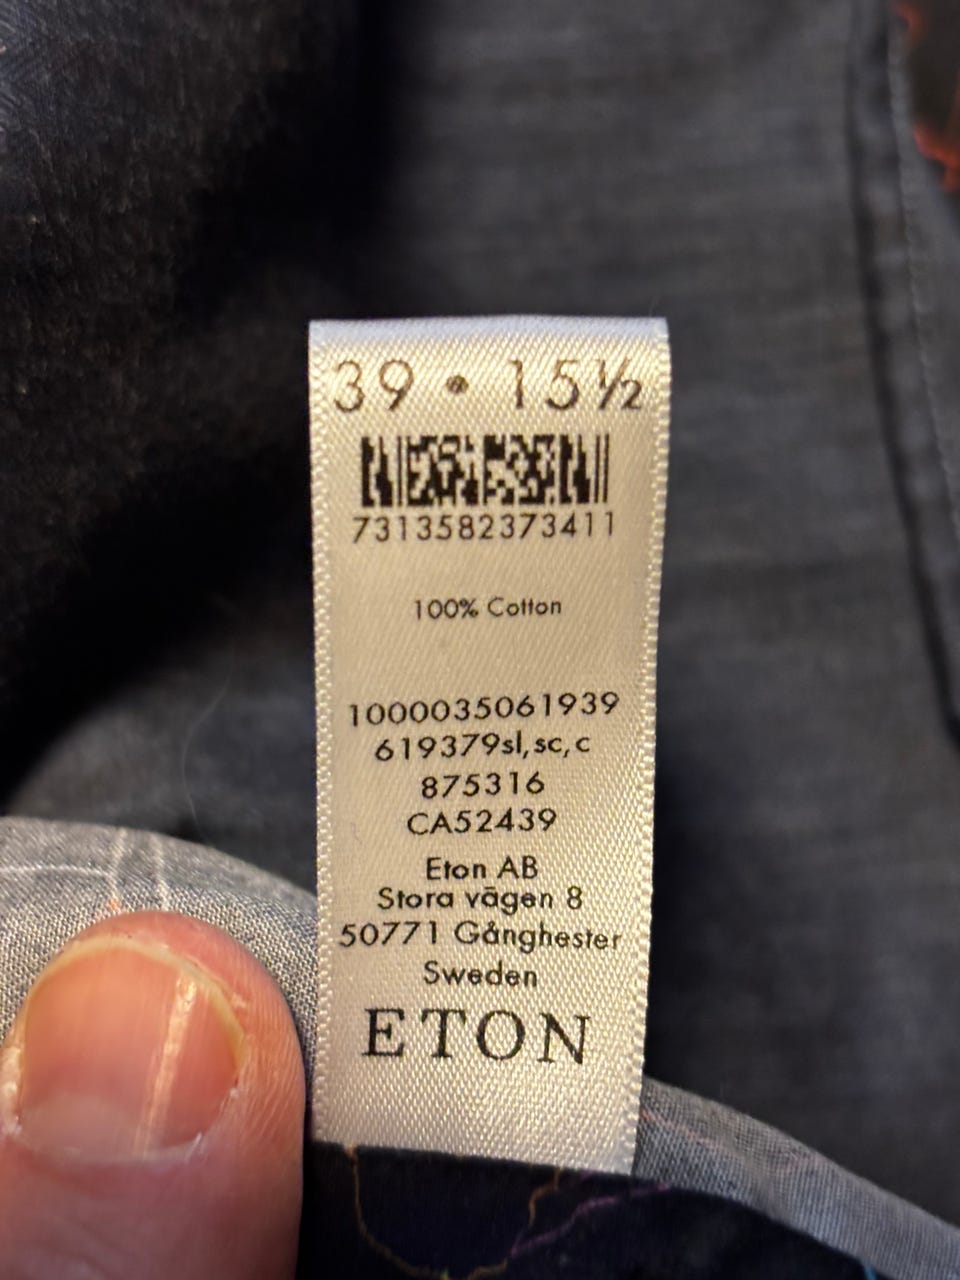 39 • 15½
7313582373411
100% Cotton
1000035061939
619379sl,sc,c
875316
CA52439
Eton AB
Stora vägen 8
50771 Gånghester
Sweden
ETON